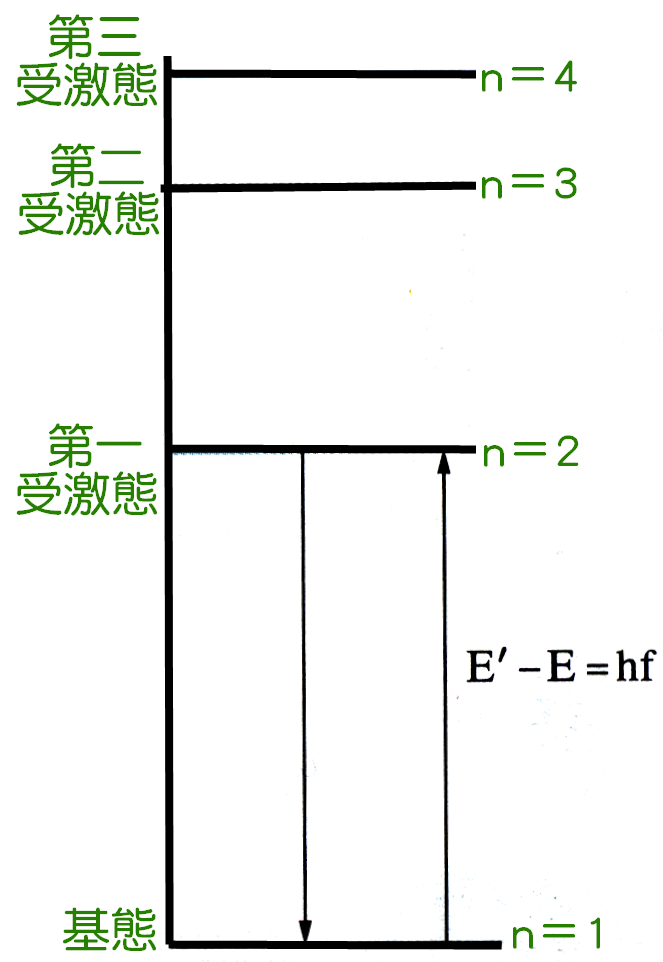 第三
受激態
n=4
第二
受激態
n=3
第一
受激態
n=2
E′–E=hf
基態
n=1